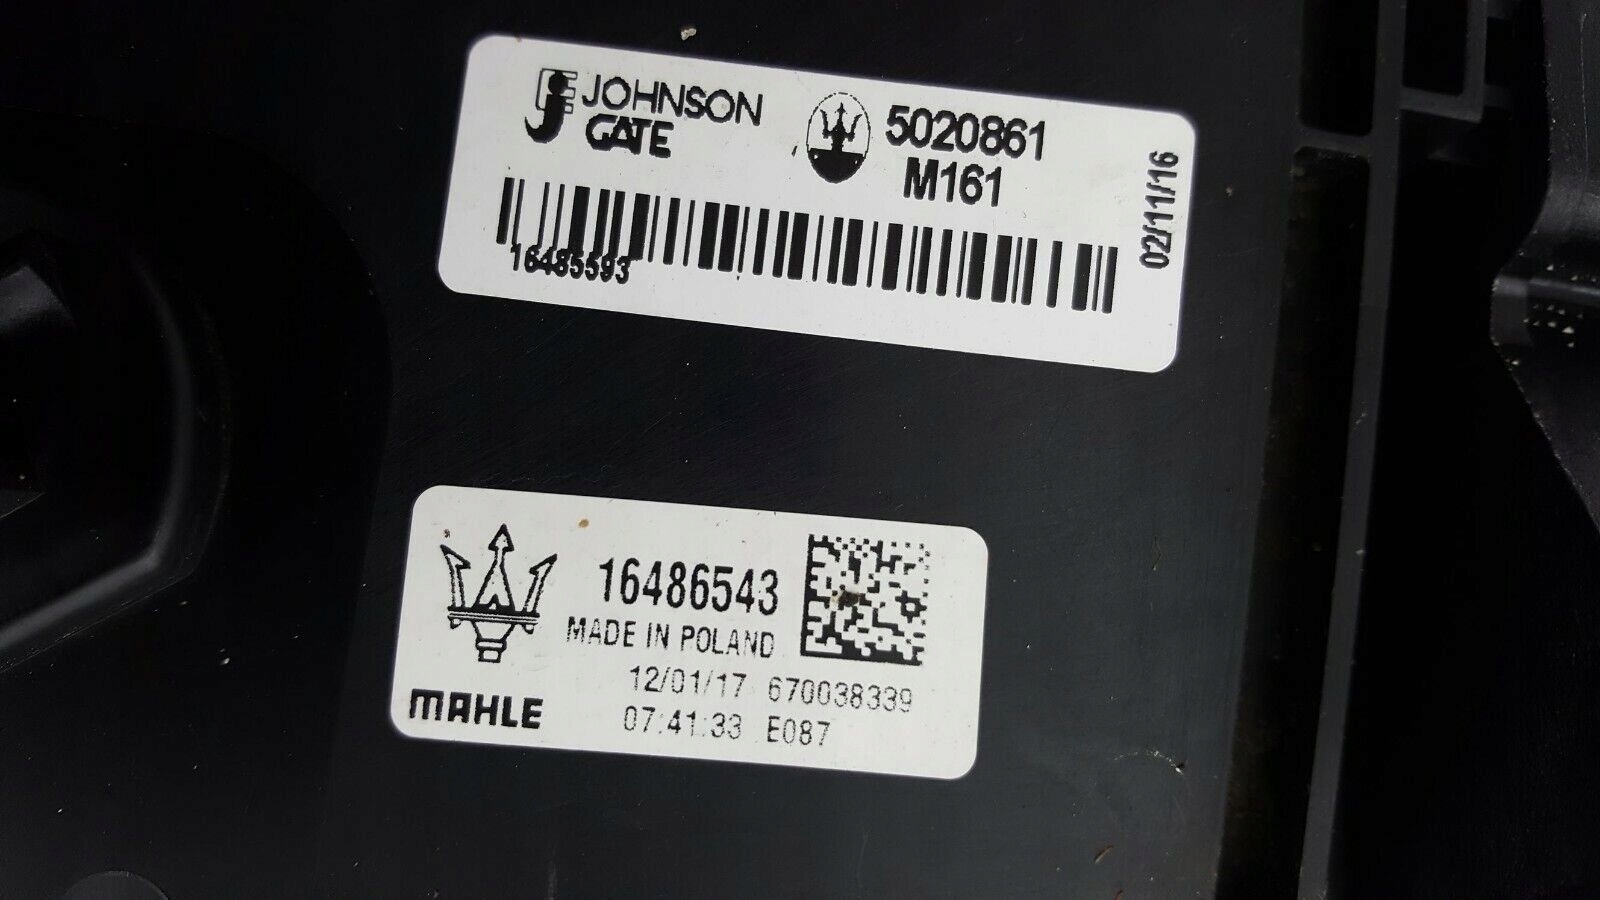 JOHNSON
GATE
5020861
M161
02/11/16
16485593
16486543
MADE IN POLAND
12/01/17 670038339
07:41:33 E087
MAHLE